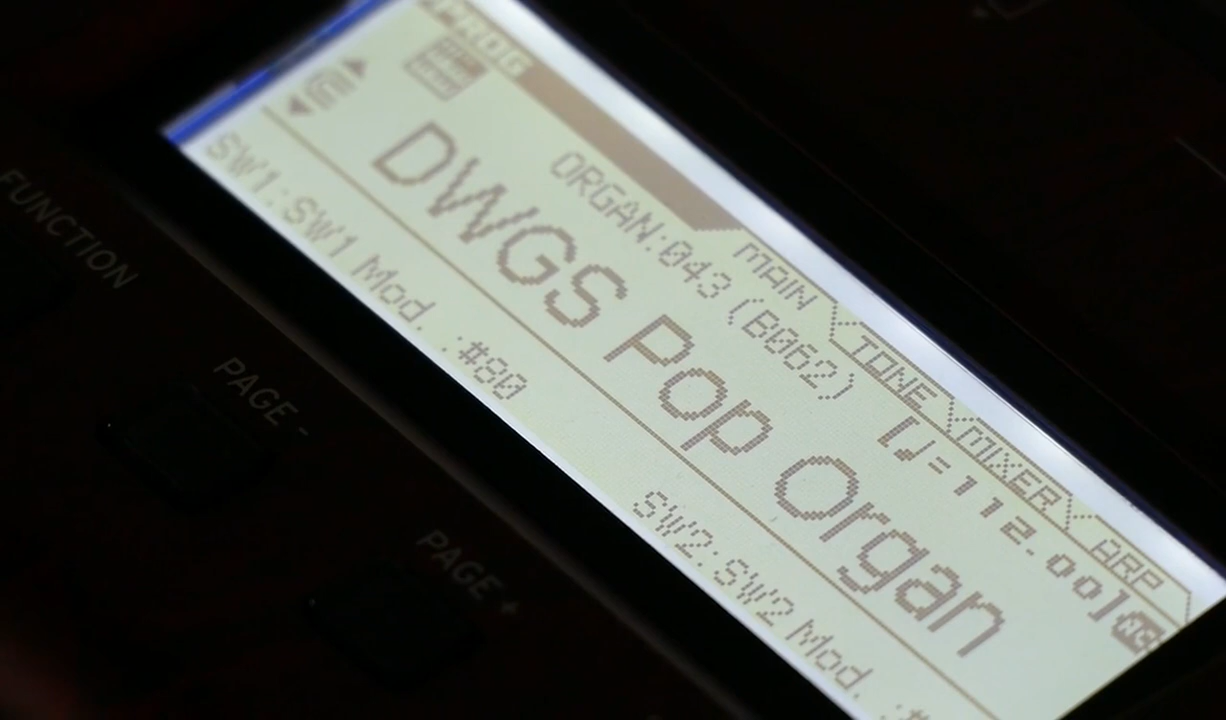 PROG
MAIN TONE MIXER ARP
ORGAN:043 (B062) [♩=112.00]
DWGS Pop Organ
SW1:SW1 Mod. :#80
SW2:SW2 Mod. :#
FUNCTION
PAGE -
PAGE +